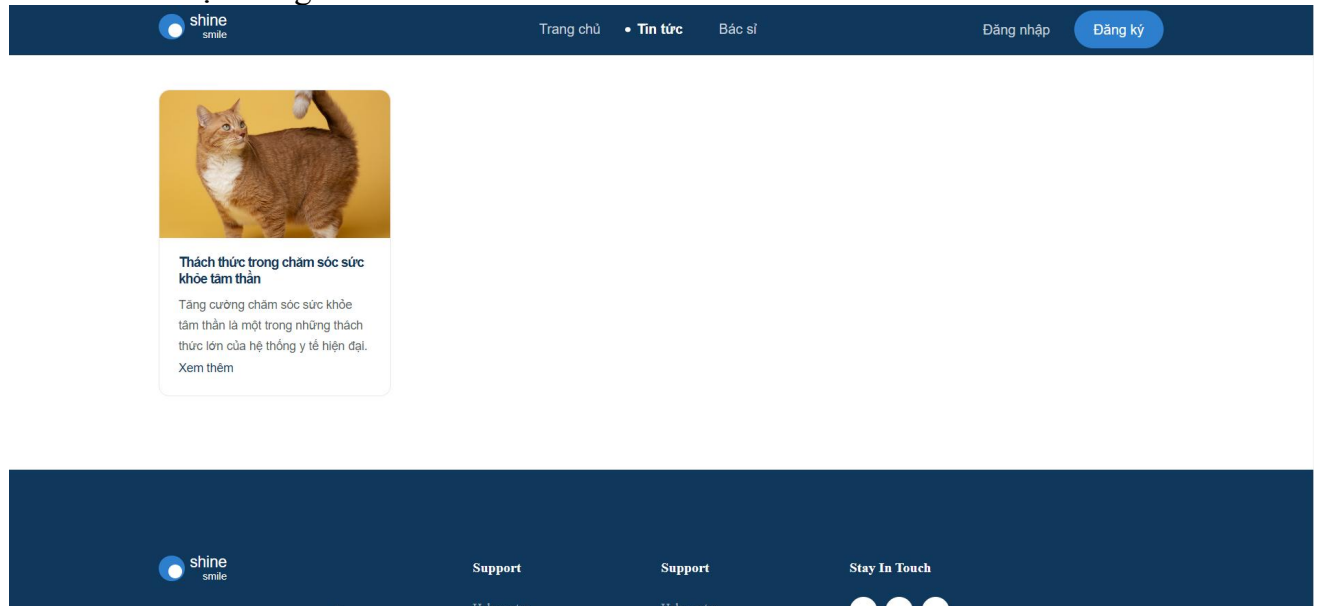 shine
smile
Trang chủ
Tin tức
Bác sĩ
Đăng nhập
Đăng ký
Thách thức trong chăm sóc sức
khỏe tâm thần
Tăng cường chăm sóc sức khỏe
tâm thần là một trong những thách
thức lớn của hệ thống y tế hiện đại.
Xem thêm
shine
smile
Support
Support
Stay In Touch